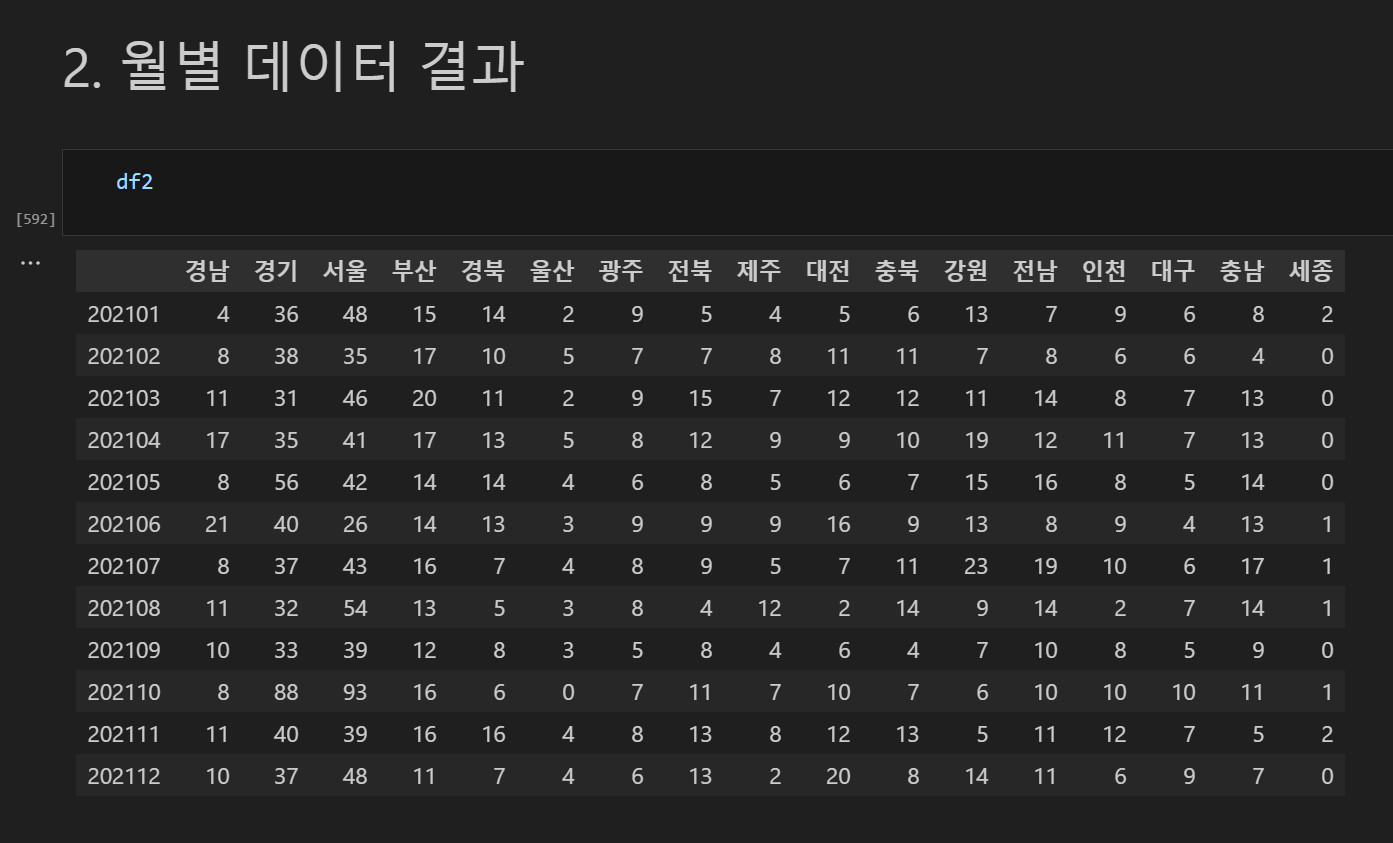 2. 월별 데이터 결과
df2
[592]
...
경남 경기 서울 부산 경북 울산 광주 전북 제주 대전 충북 강원 전남 인천 대구 충남 세종
202101 4 36 48 15 14 2 9 5 4 5 6 13 7 9 6 8 2
202102 8 38 35 17 10 5 7 7 8 11 11 7 8 6 6 4 0
202103 11 31 46 20 11 2 9 15 7 12 12 11 14 8 7 13 0
202104 17 35 41 17 13 5 8 12 9 9 10 19 12 11 7 13 0
202105 8 56 42 14 14 4 6 8 5 6 7 15 16 8 5 14 0
202106 21 40 26 14 13 3 9 9 9 16 9 13 8 9 4 13 1
202107 8 37 43 16 7 4 8 9 5 7 11 23 19 10 6 17 1
202108 11 32 54 13 5 3 8 4 12 2 14 9 14 2 7 14 1
202109 10 33 39 12 8 3 5 8 4 6 4 7 10 8 5 9 0
202110 8 88 93 16 6 0 7 11 7 10 7 6 10 10 10 11 1
202111 11 40 39 16 16 4 8 13 8 12 13 5 11 12 7 5 2
202112 10 37 48 11 7 4 6 13 2 20 8 14 11 6 9 7 0